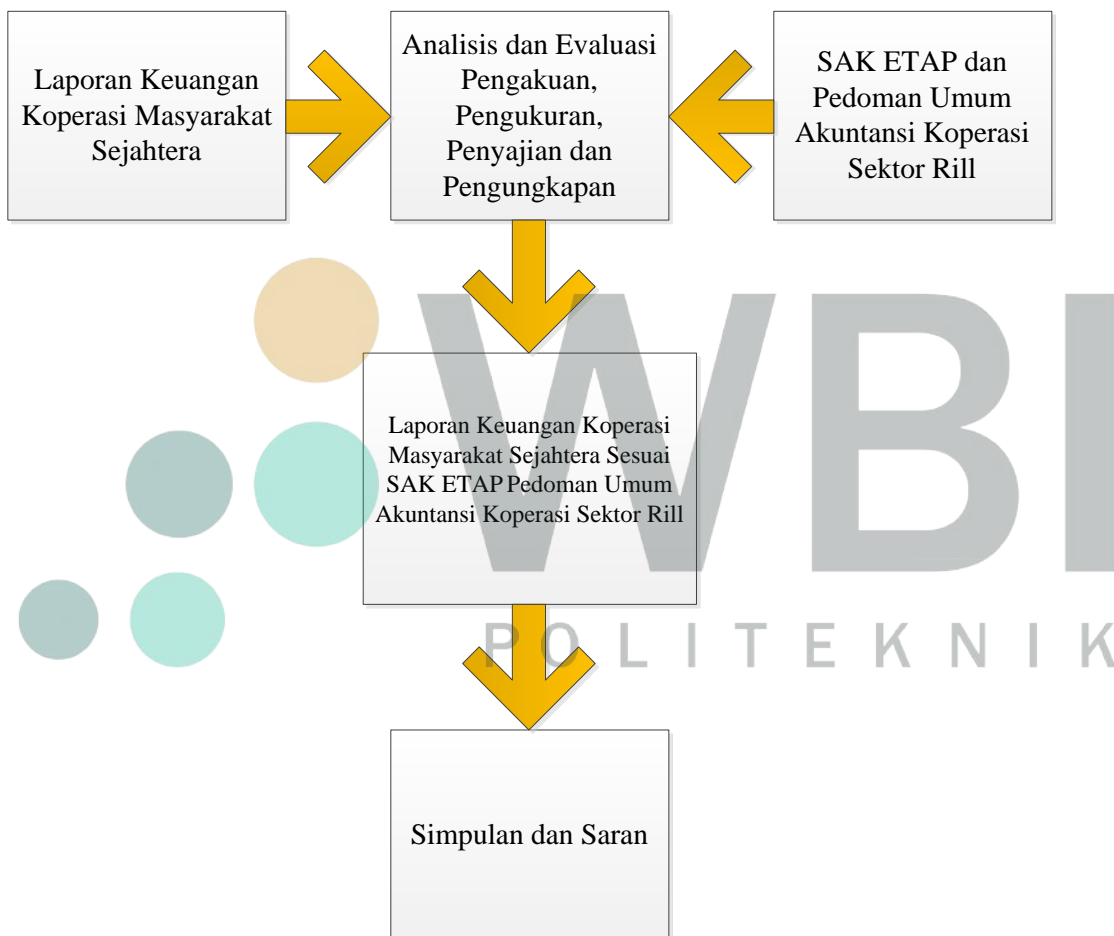 Laporan Keuangan
Koperasi Masyarakat
Sejahtera
Analisis dan Evaluasi
Pengakuan,
Pengukuran,
Penyajian dan
Pengungkapan
SAK ETAP dan
Pedoman Umum
Akuntansi Koperasi
Sektor Rill
Laporan Keuangan Koperasi
Masyarakat Sejahtera Sesuai
SAK ETAP Pedoman Umum
Akuntansi Koperasi Sektor Rill
WBI
POLITEKNIK
Simpulan dan Saran